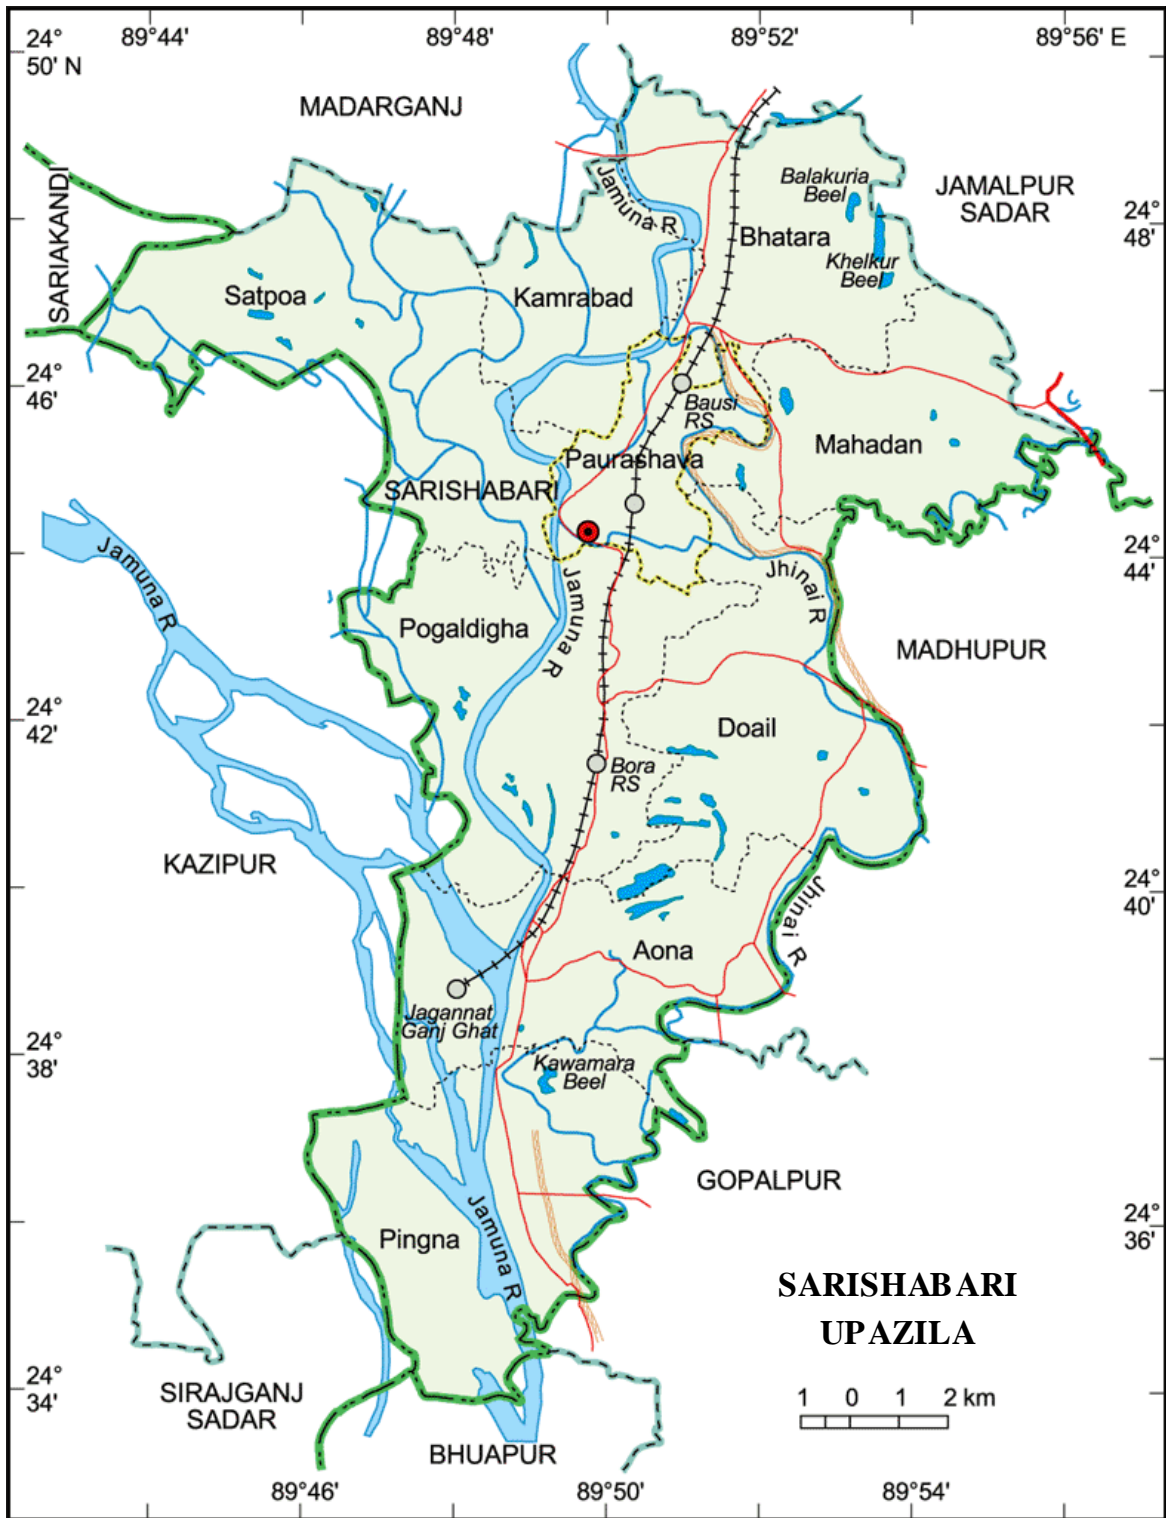 89°44'
89°48'
89°52'
89°56' E
24°
50' N
MADARGANJ
SARIAKANDI
Jamuna R
Balakuria
Beel
JAMALPUR
SADAR
24°
48'
Bhatara
Khelkur
Beel
Satpoa
Kamrabad
24°
46'
Bausi
RS
Mahadan
Paurashava
SARISHABARI
Jamuna R
24°
44'
Jhinai R
Jamuna R
Pogaldigha
MADHUPUR
24°
42'
Doail
Bora
RS
KAZIPUR
24°
40'
Jhinai R
Aona
Jagannat
Ganj Ghat
24°
38'
Kawamara
Beel
GOPALPUR
Jamuna R
24°
36'
Pingna
SARISHABARI
UPAZILA
24°
34'
SIRAJGANJ
SADAR
1 0 1 2 km
BHUAPUR
89°46'
89°50'
89°54'